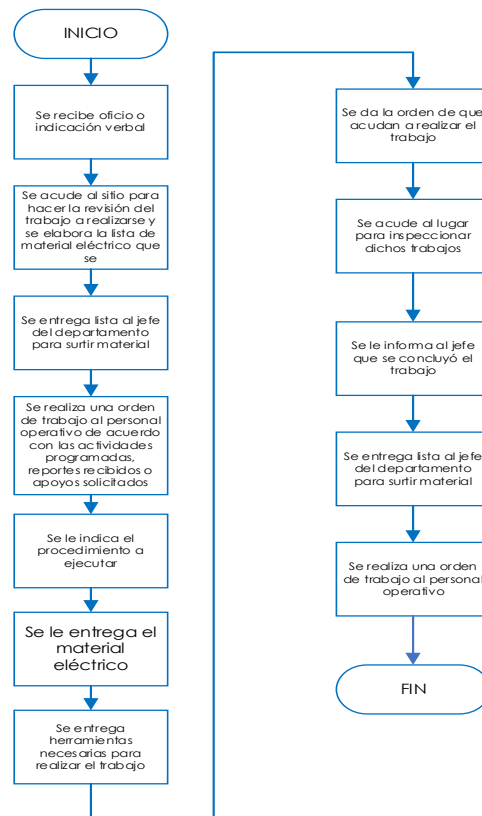 INICIO
Se recibe oficio o
indicación verbal
Se acude al sitio para
hacer la revisión del
trabajo a realizarse y
se elabora la lista de
material eléctrico que
se
Se entrega lista al jefe
del departamento
para surtir material
Se realiza una orden
de trabajo al personal
operativo de acuerdo
con las actividades
programadas,
reportes recibidos o
apoyos solicitados
Se le indica el
procedimiento a
ejecutar
Se le entrega el
material
eléctrico
Se entrega
herramientas
necesarias para
realizar el trabajo
Se da la orden de que
acudan a realizar el
trabajo
Se acude al lugar
para inspeccionar
dichos trabajos
Se le informa al jefe
que se concluyó el
trabajo
Se entrega lista al jefe
del departamento
para surtir material
Se realiza una orden
de trabajo al personal
operativo
FIN